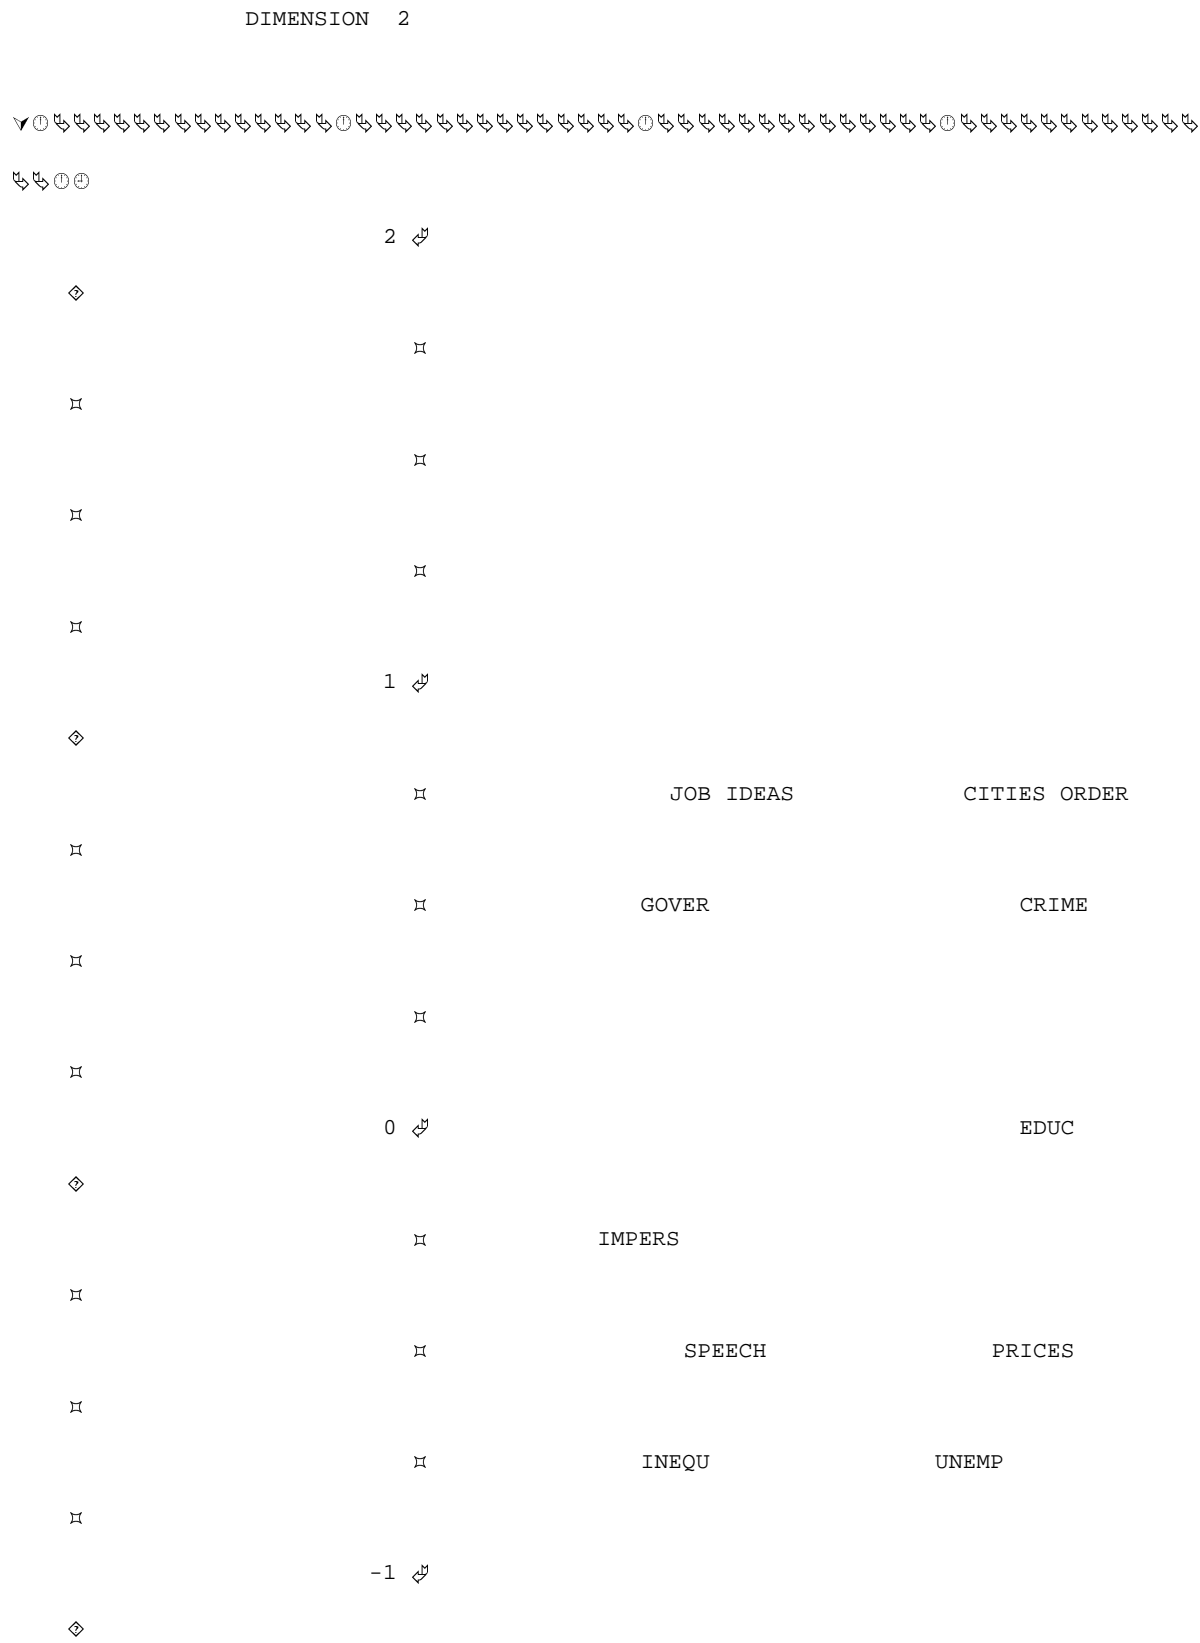 DIMENSION 2
2
1
JOB IDEAS CITIES ORDER
GOVER CRIME
0 EDUC
IMPERS
SPEECH PRICES
INEQU UNEMP
-1